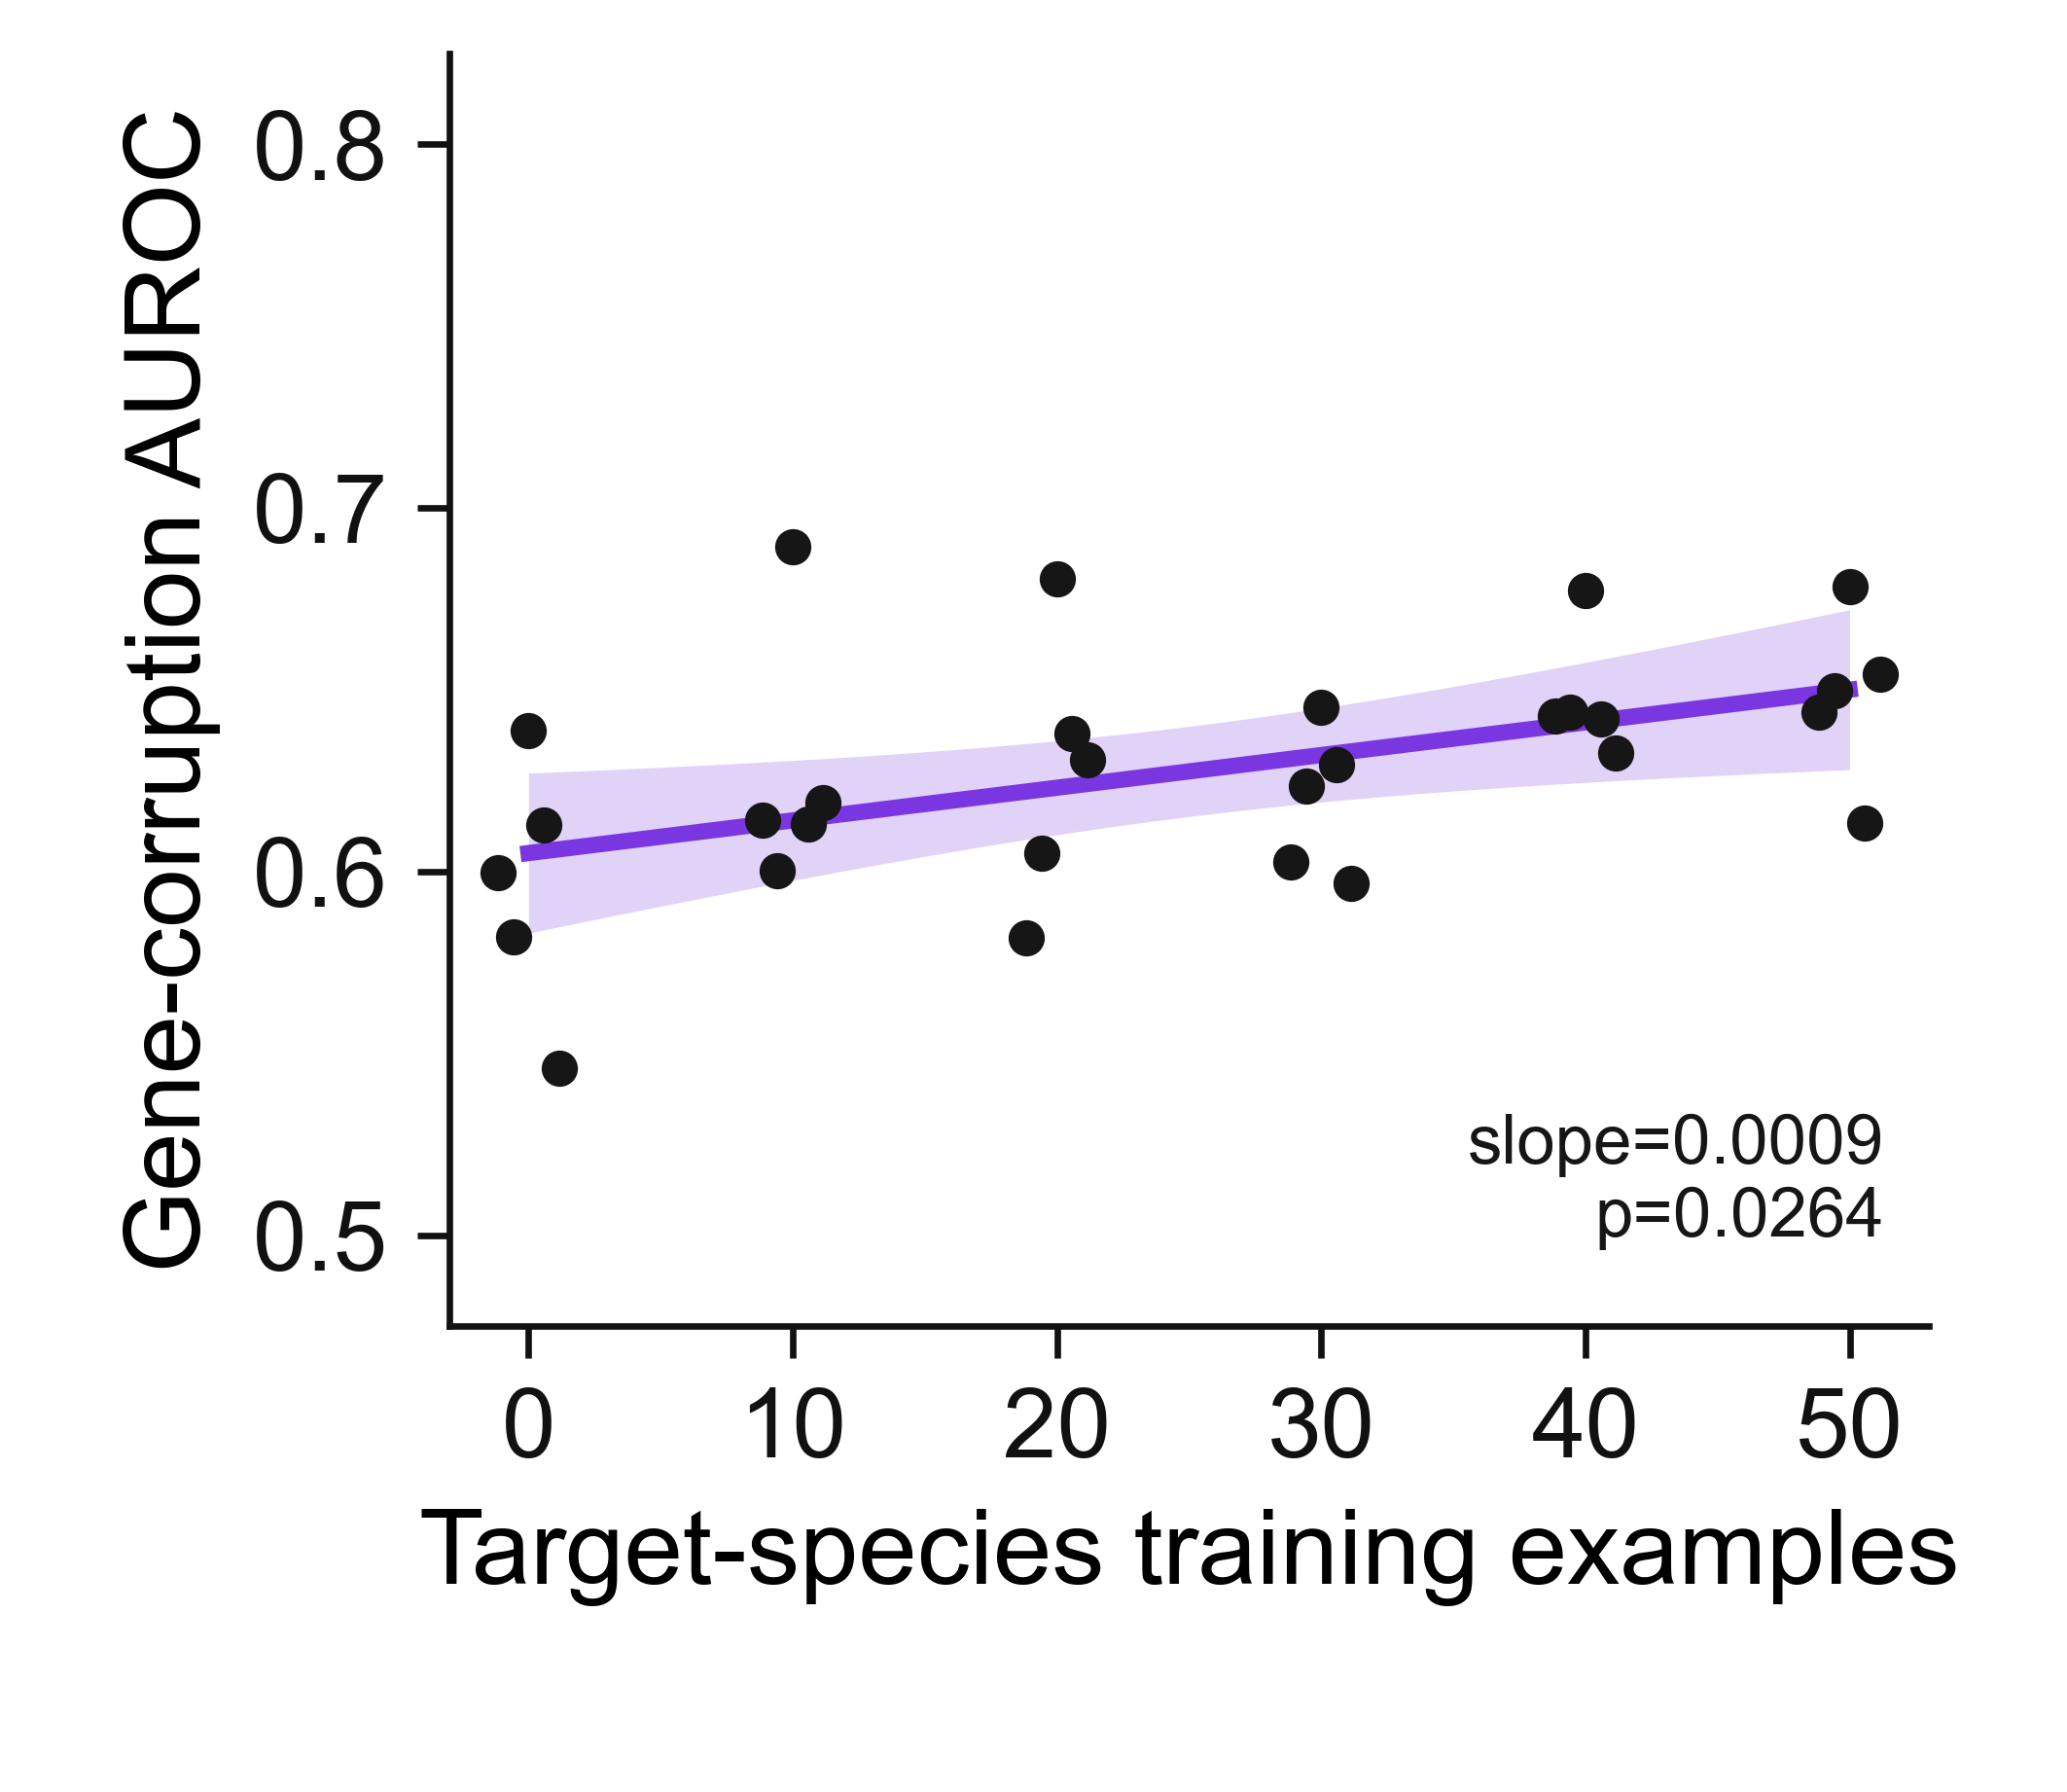 Gene-corruption AUROC
0.8
0.7
0.6
0.5
slope=0.0009
p=0.0264
0 10 20 30 40 50
Target-species training examples